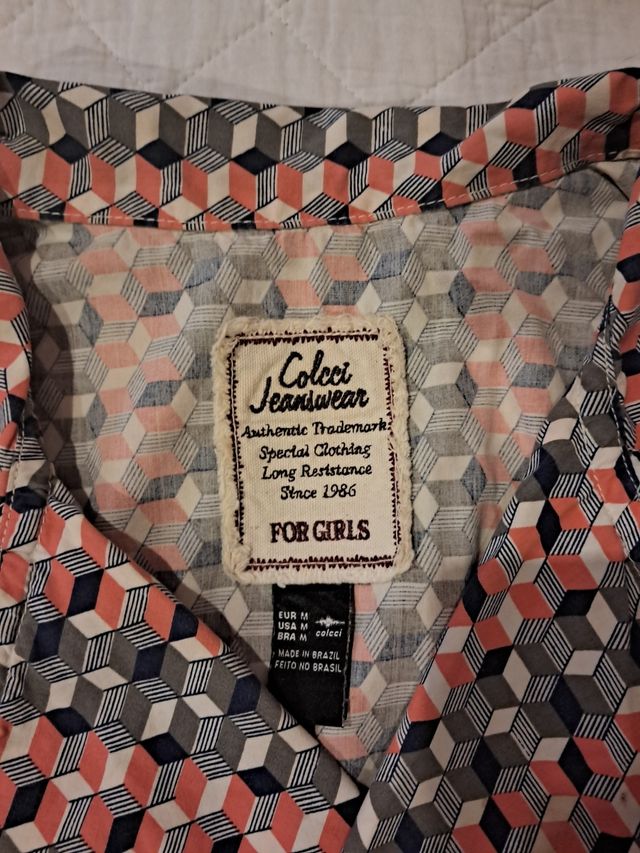 Colcci
Jeanswear
Authentic Trademark
Special Clothing
Long Resistance
Since 1986
FOR GIRLS
EUR M
USA M
BRA M
colcci
MADE IN BRAZIL
FEITO NO BRASIL